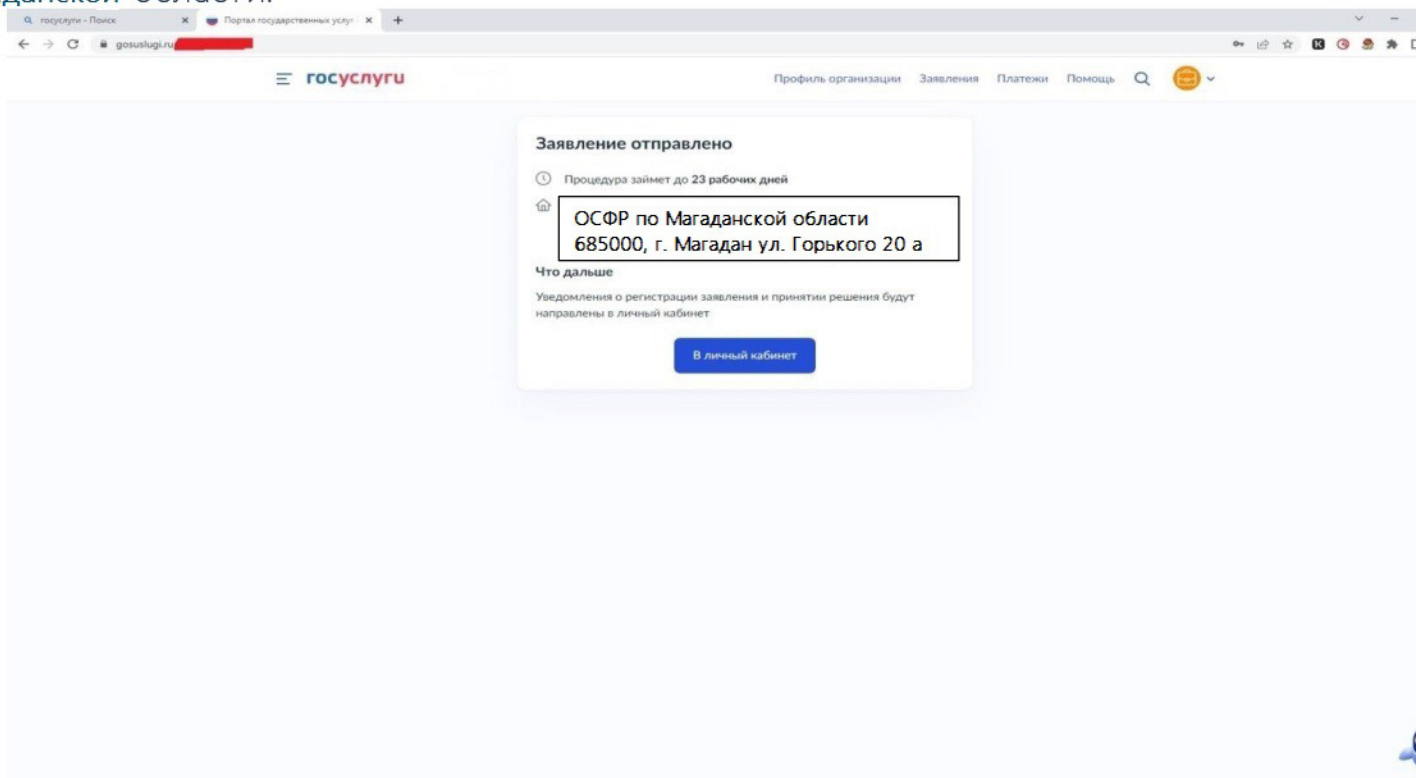 области.
госуслуги - Поиск
Портал государственных услуг
gosuslugi.ru
госуслуги
Профиль организации Заявления Платежи Помощь
Заявление отправлено
Процедура займет до 23 рабочих дней
ОСФР по Магаданской области
685000, г. Магадан ул. Горького 20 а
Что дальше
Уведомления о регистрации заявления и принятии решения будут
направлены в личный кабинет
В личный кабинет